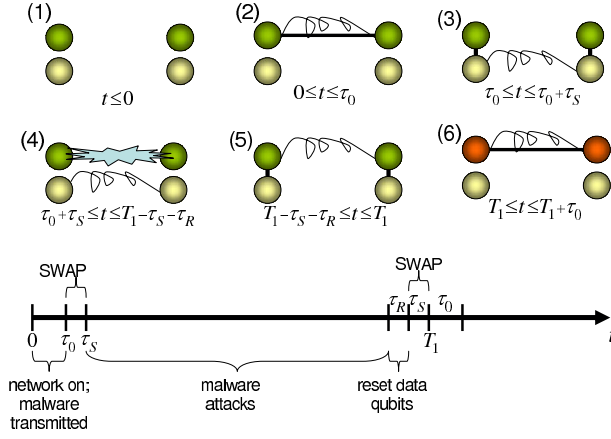 (1)
t ≤ 0
(2)
0 ≤ t ≤ τ0
(3)
τ0 ≤ t ≤ τ0 + τS
(4)
τ0 + τS ≤ t ≤ T1 − τS − τR
(5)
T1 − τS − τR ≤ t ≤ T1
(6)
T1 ≤ t ≤ T1 + τ0
SWAP
SWAP
τR τS τ0
0 τ0 τS T1 t
network on;
malware
transmitted
malware
attacks
reset data
qubits